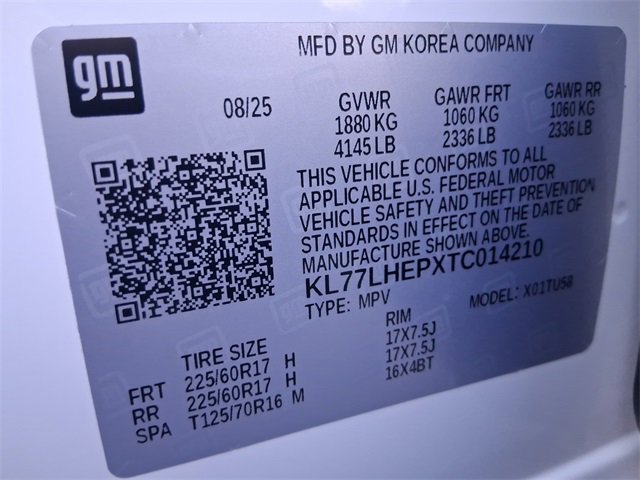 gm
MFD BY GM KOREA COMPANY
08/25
GVWR GAWR FRT GAWR RR
1880 KG 1060 KG 1060 KG
4145 LB 2336 LB 2336 LB
THIS VEHICLE CONFORMS TO ALL
APPLICABLE U.S. FEDERAL MOTOR
VEHICLE SAFETY AND THEFT PREVENTION
STANDARDS IN EFFECT ON THE DATE OF
MANUFACTURE SHOWN ABOVE.
KL77LHEPXTC014210
TYPE: MPV MODEL: X01TU58
TIRE SIZE RIM
FRT 225/60R17 H 17X7.5J
RR 225/60R17 H 17X7.5J
SPA T125/70R16 M 16X4BT